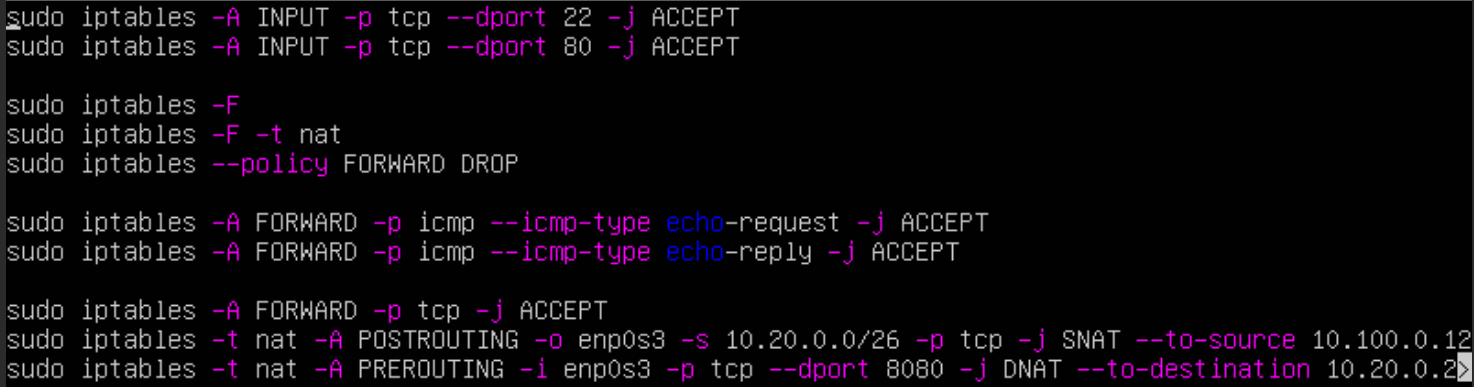 sudo iptables -A INPUT -p tcp --dport 22 -j ACCEPT
sudo iptables -A INPUT -p tcp --dport 80 -j ACCEPT
sudo iptables -F
sudo iptables -F -t nat
sudo iptables --policy FORWARD DROP
sudo iptables -A FORWARD -p icmp --icmp-type echo-request -j ACCEPT
sudo iptables -A FORWARD -p icmp --icmp-type echo-reply -j ACCEPT
sudo iptables -A FORWARD -p tcp -j ACCEPT
sudo iptables -t nat -A POSTROUTING -o enp0s3 -s 10.20.0.0/26 -p tcp -j SNAT --to-source 10.100.0.12
sudo iptables -t nat -A PREROUTING -i enp0s3 -p tcp --dport 8080 -j DNAT --to-destination 10.20.0.2>